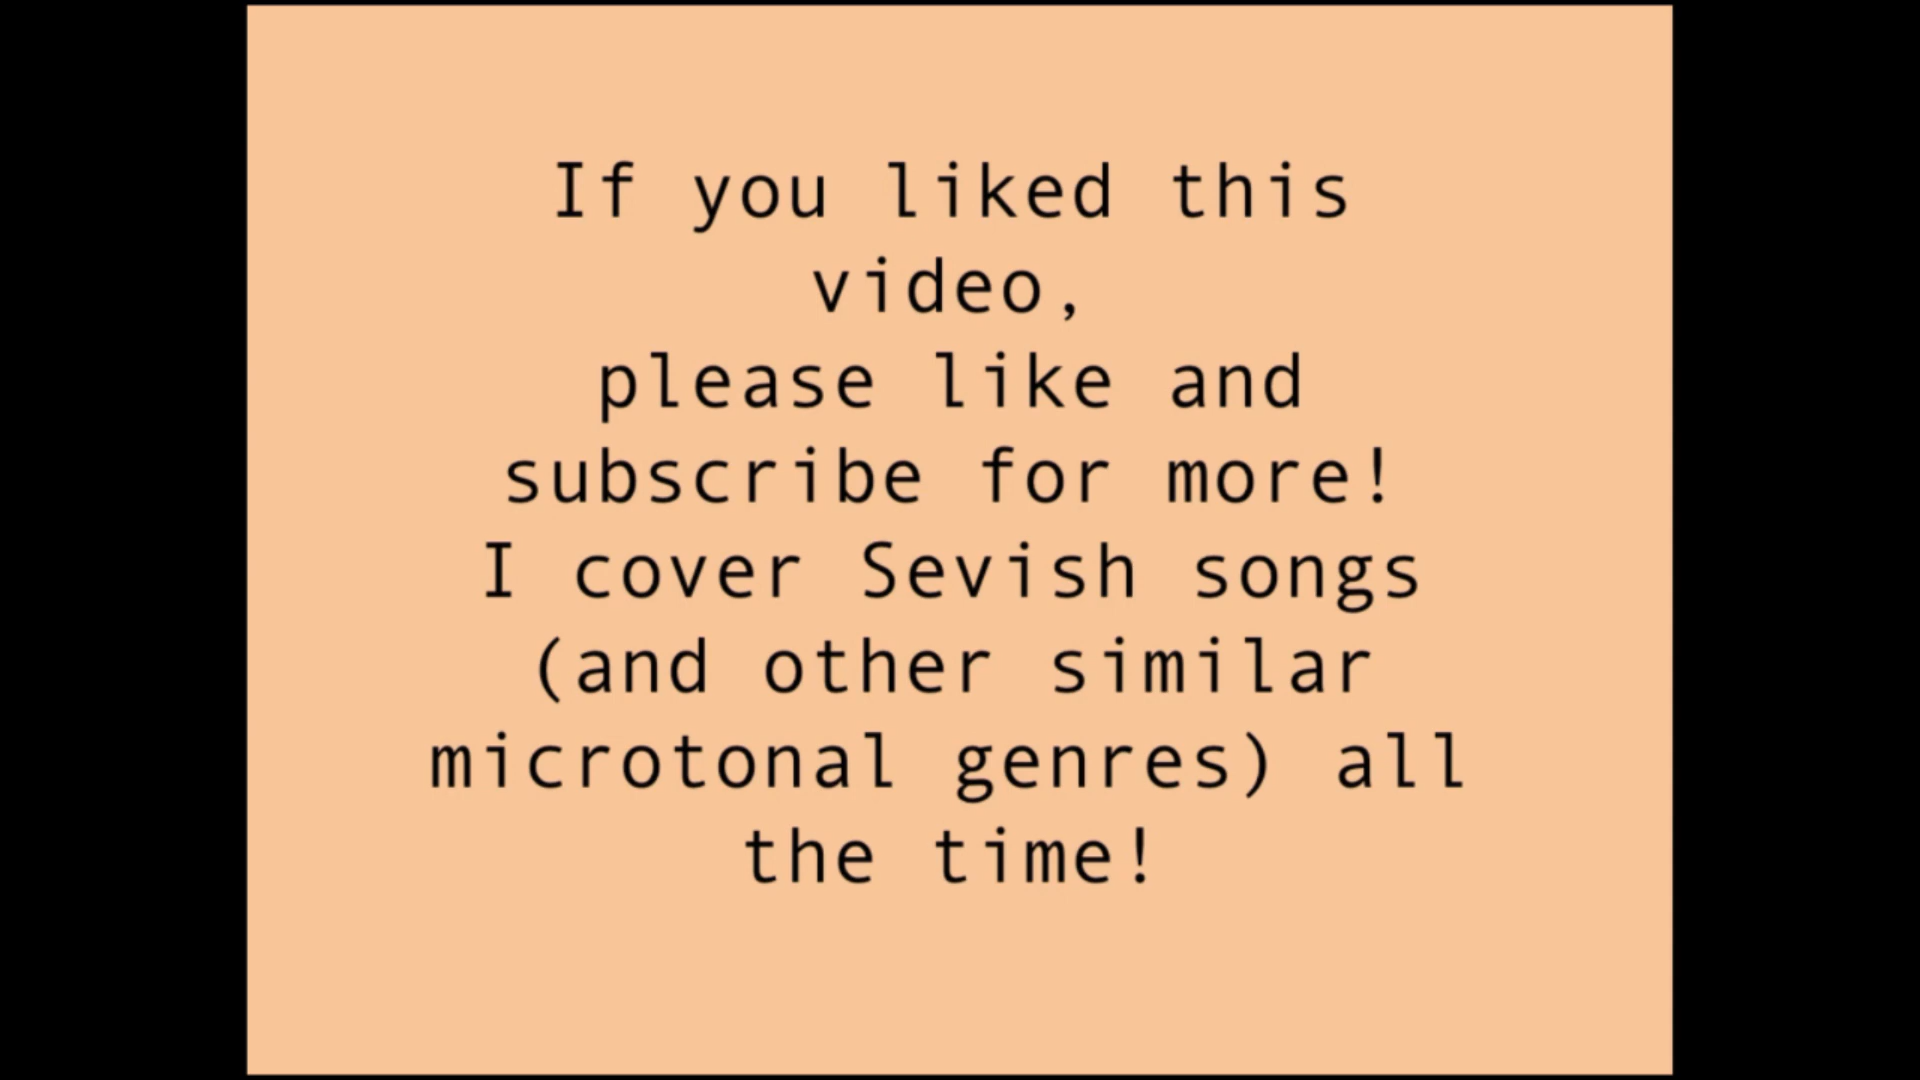 If you liked this
video,
please like and
subscribe for more!
I cover Sevish songs
(and other similar
microtonal genres) all
the time!